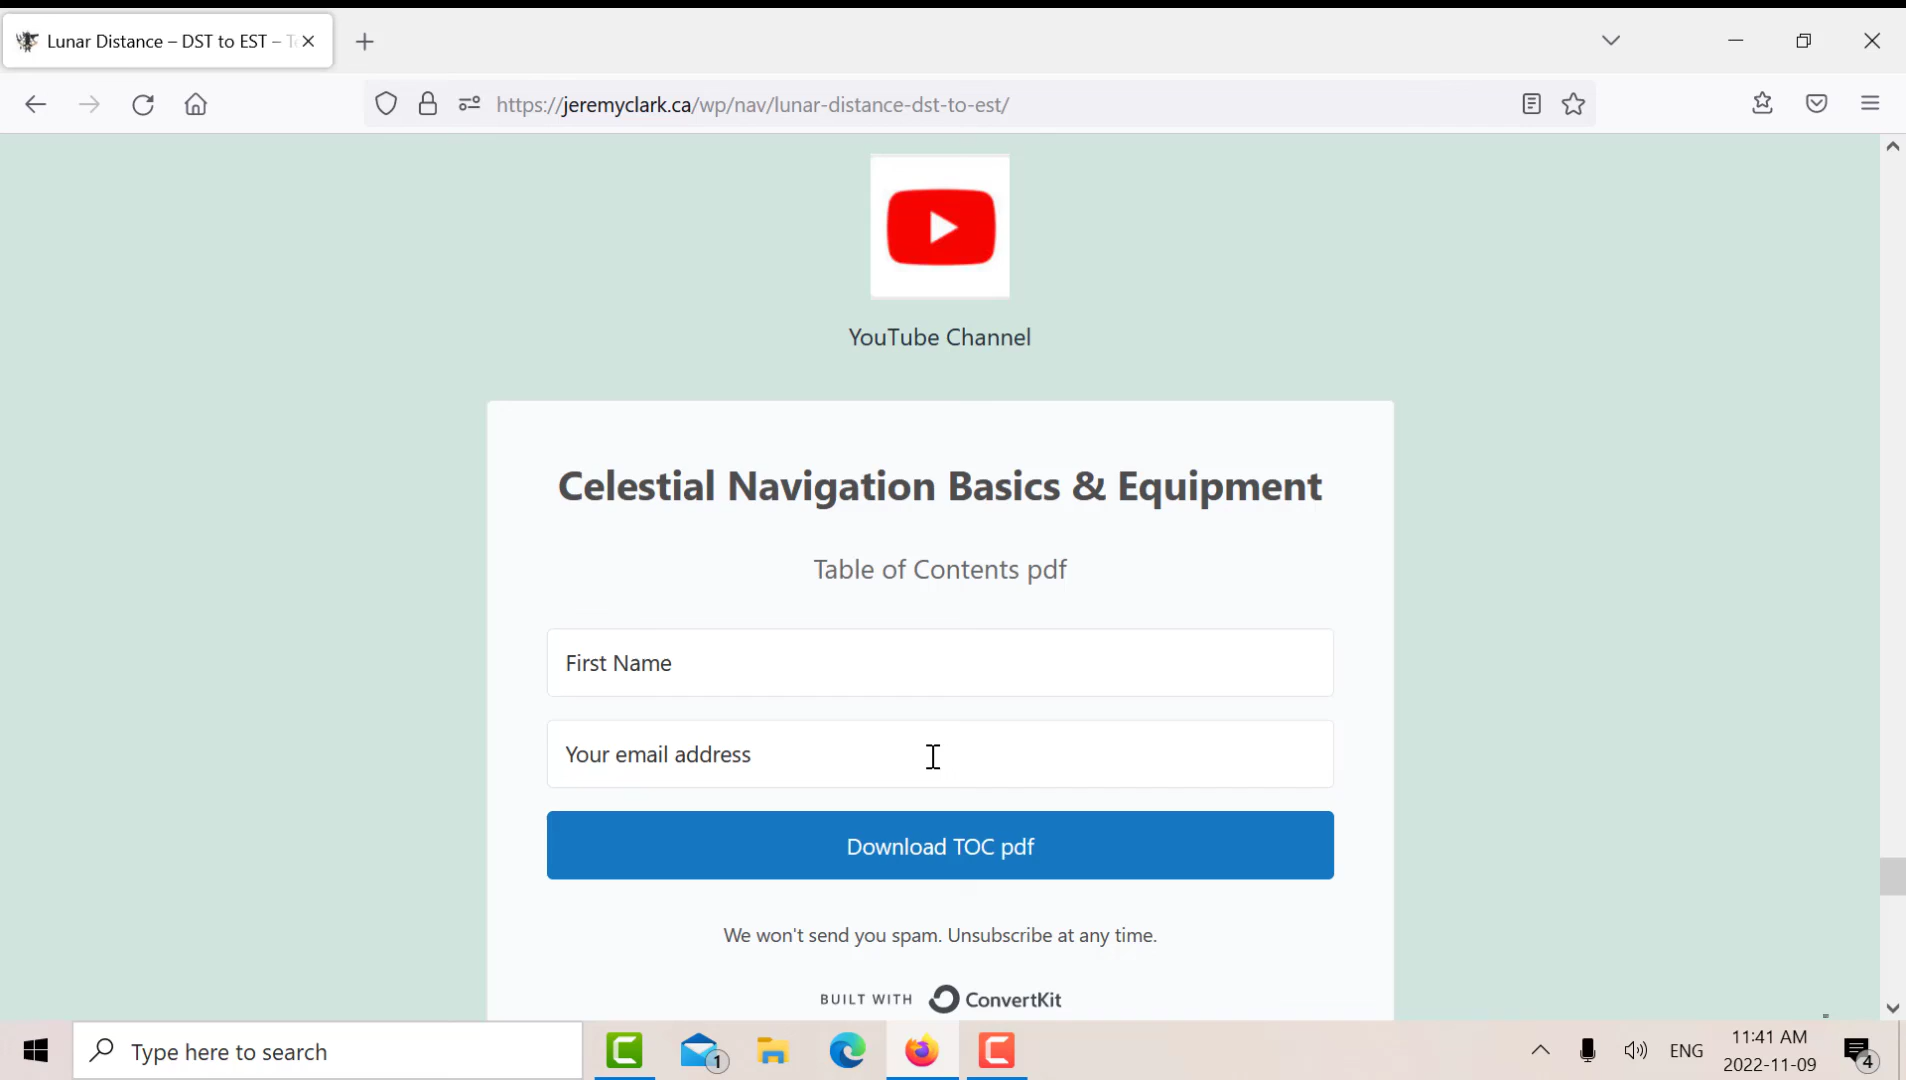 Lunar Distance – DST to EST –
https://jeremyclark.ca/wp/nav/lunar-distance-dst-to-est/
YouTube Channel
Celestial Navigation Basics & Equipment
Table of Contents pdf
First Name
Your email address
Download TOC pdf
We won't send you spam. Unsubscribe at any time.
BUILT WITH ConvertKit
Type here to search
1
ENG
11:41 AM
2022-11-09
4